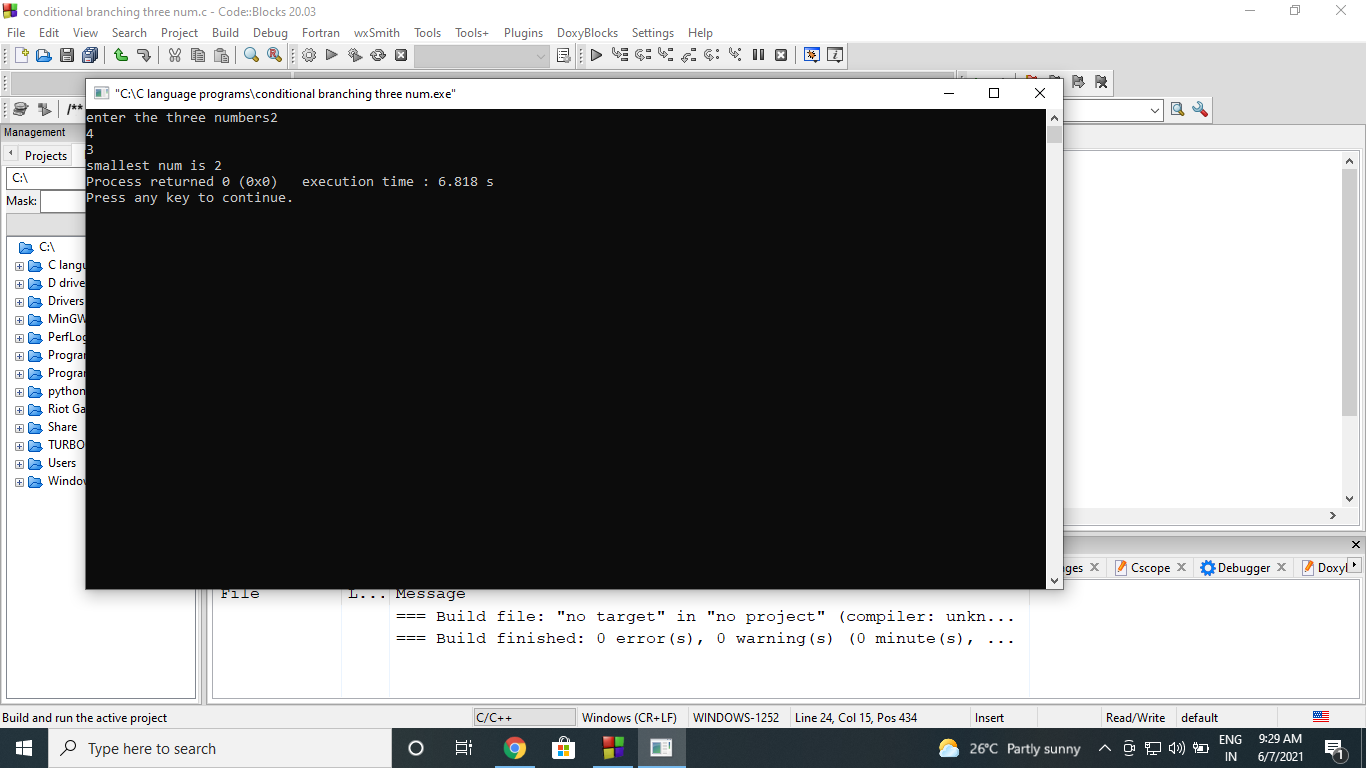 conditional branching three num.c - Code::Blocks 20.03
File Edit View Search Project Build Debug Fortran wxSmith Tools Tools+ Plugins DoxyBlocks Settings Help
/**
"C:\C language programs\conditional branching three num.exe"
enter the three numbers2
4
3
smallest num is 2
Process returned 0 (0x0)   execution time : 6.818 s
Press any key to continue.
Management
Projects
C:\
Mask:
C:\
C langu
D drive
Drivers
MinGW
PerfLog
Program
Program
python
Riot Ga
Share
TURBO
Users
Window
ges Cscope Debugger Doxyl
File L... Message
=== Build file: "no target" in "no project" (compiler: unkn...
=== Build finished: 0 error(s), 0 warning(s) (0 minute(s), ...
Build and run the active project C/C++ Windows (CR+LF) WINDOWS-1252 Line 24, Col 15, Pos 434 Insert Read/Write default
Type here to search
26°C Partly sunny
ENG
IN
9:29 AM
6/7/2021
1